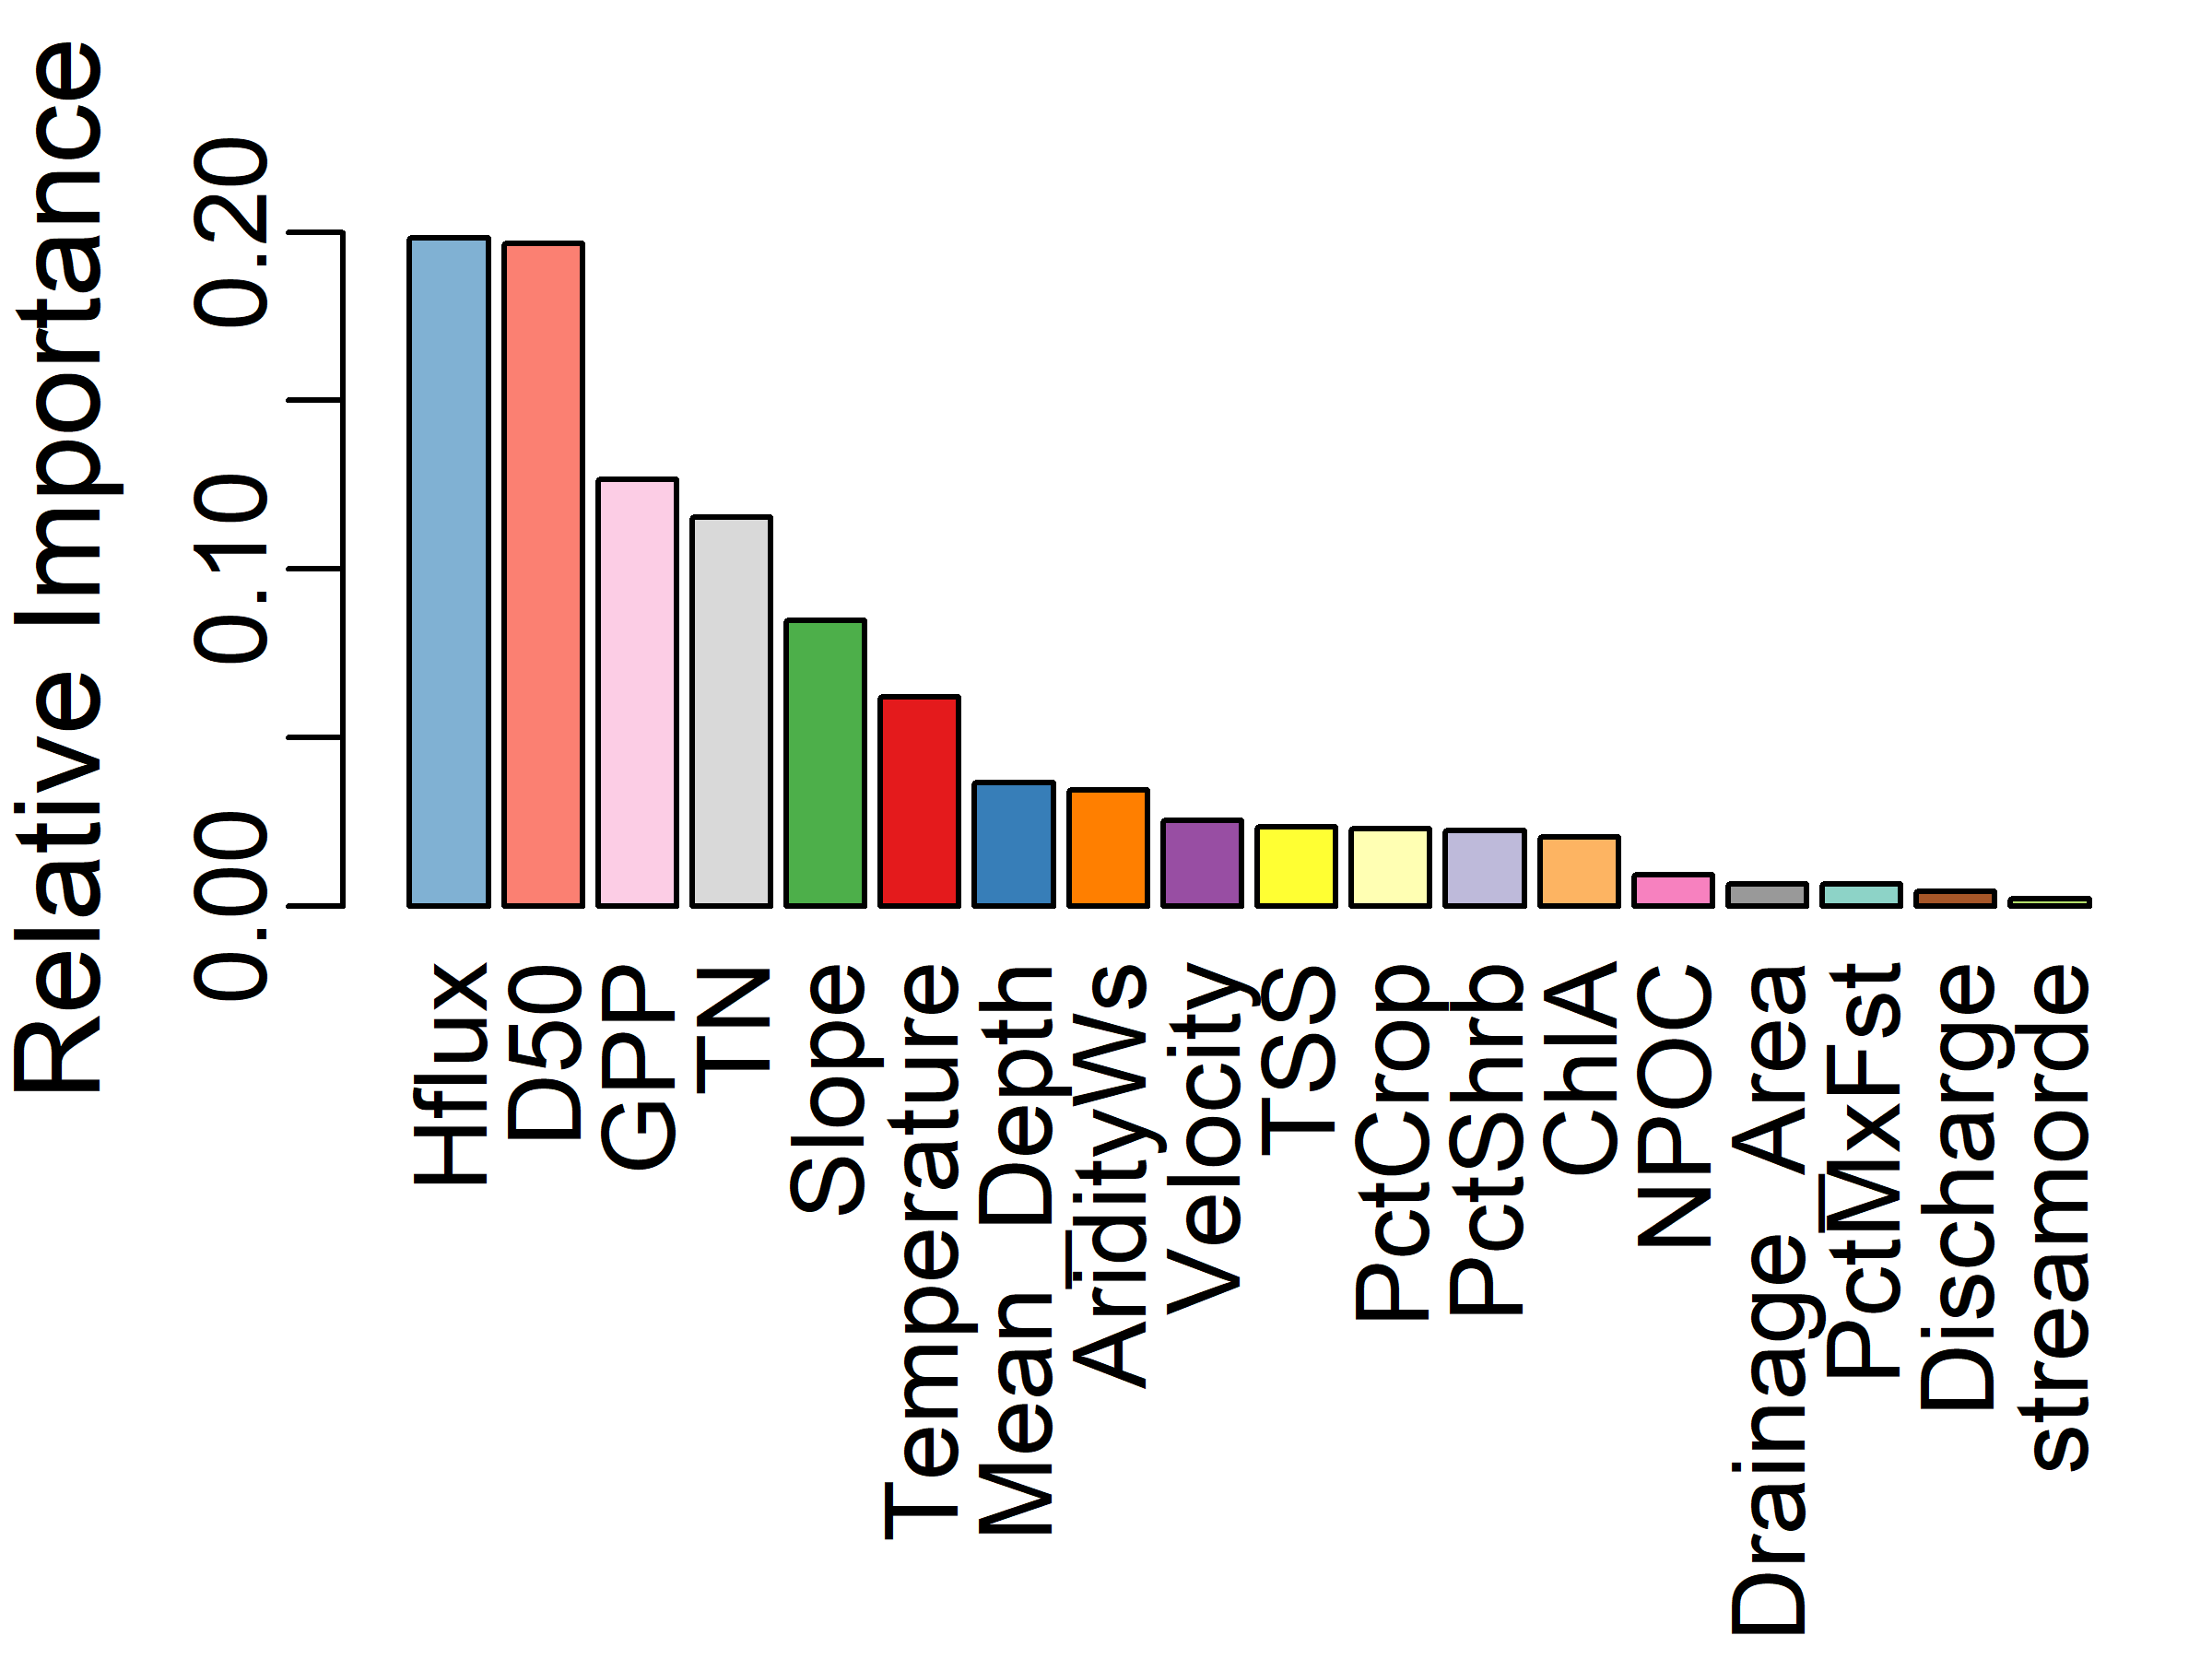 Relative Importance
0.20
0.10
0.00
Hflux
D50
GPP
TN
Slope
Temperature
Mean_Depth
AridityWs
Velocity
TSS
PctCrop
PctShrb
ChlA
NPOC
Drainage_Area
PctMxFst
Discharge
streamorde